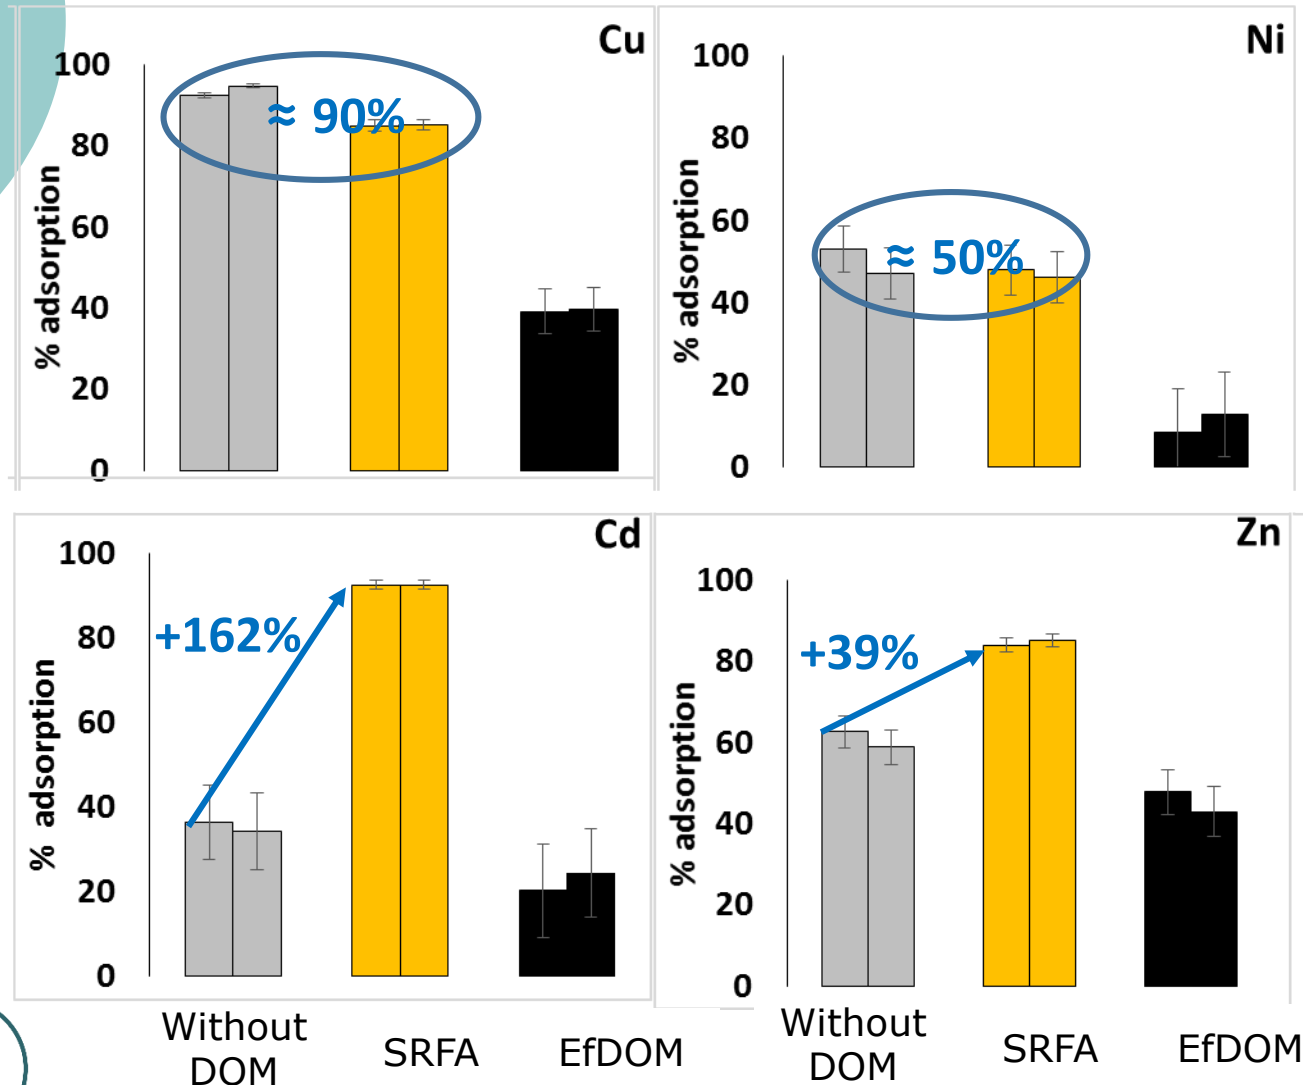 Cu
100
80
60
40
20
0
% adsorption
≈ 90%
Ni
100
80
60
40
20
0
% adsorption
≈ 50%
Cd
100
80
60
40
20
0
% adsorption
+162%
Without
DOM
SRFA
EfDOM
Zn
100
80
60
40
20
0
% adsorption
+39%
Without
DOM
SRFA
EfDOM